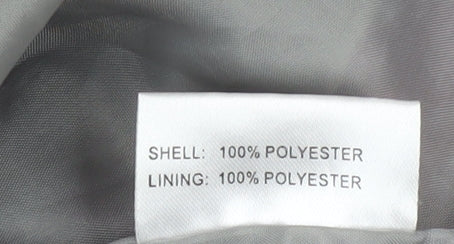 SHELL: 100% POLYESTER
LINING: 100% POLYESTER